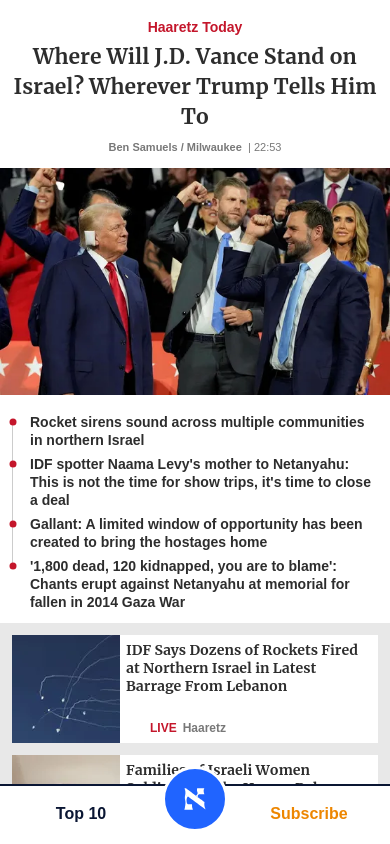 Haaretz Today
Where Will J.D. Vance Stand on
Israel? Wherever Trump Tells Him
To
Ben Samuels / Milwaukee | 22:53
Rocket sirens sound across multiple communities
in northern Israel
IDF spotter Naama Levy's mother to Netanyahu:
This is not the time for show trips, it's time to close
a deal
Gallant: A limited window of opportunity has been
created to bring the hostages home
'1,800 dead, 120 kidnapped, you are to blame':
Chants erupt against Netanyahu at memorial for
fallen in 2014 Gaza War
IDF Says Dozens of Rockets Fired
at Northern Israel in Latest
Barrage From Lebanon
LIVE Haaretz
Families of Israeli Women
Top 10
Subscribe